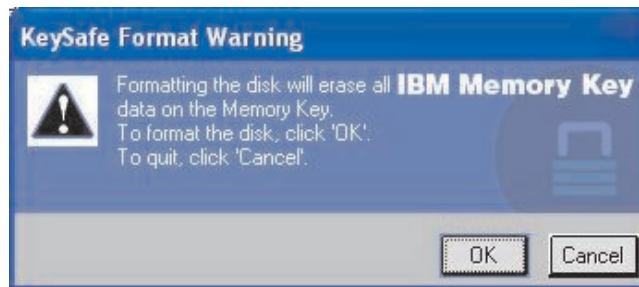 KeySafe Format Warning
Formatting the disk will erase all IBM Memory Key
data on the Memory Key.
To format the disk, click 'OK'.
To quit, click 'Cancel'.
OK Cancel